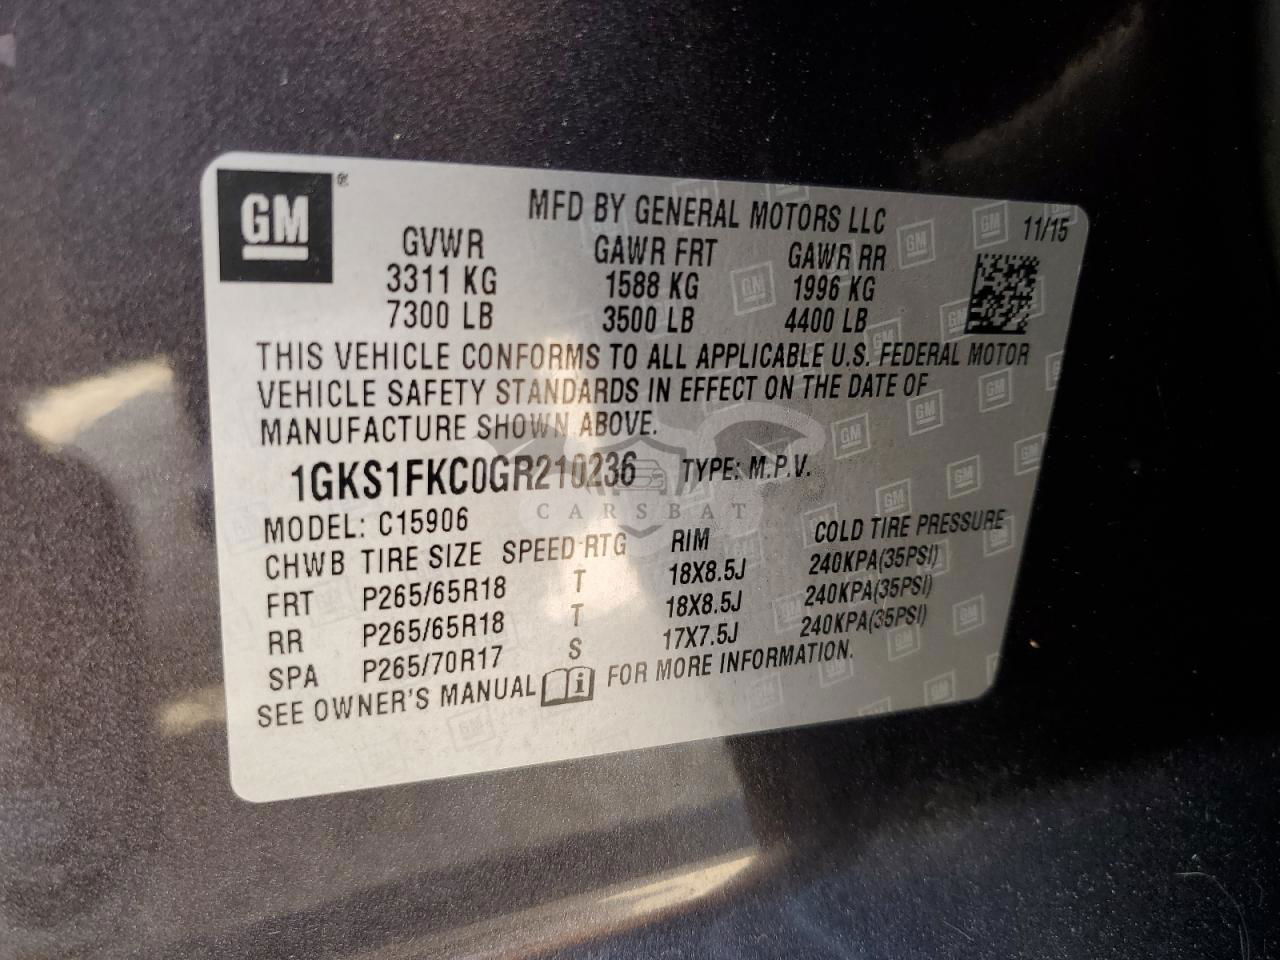 GM ®
MFD BY GENERAL MOTORS LLC 11/15
GVWR GAWR FRT GAWR RR
3311 KG 1588 KG 1996 KG
7300 LB 3500 LB 4400 LB
THIS VEHICLE CONFORMS TO ALL APPLICABLE U.S. FEDERAL MOTOR
VEHICLE SAFETY STANDARDS IN EFFECT ON THE DATE OF
MANUFACTURE SHOWN ABOVE.
1GKS1FKC0GR210236 TYPE: M.P.V.
CARSBAT
MODEL: C15906
CHWB TIRE SIZE SPEED RTG RIM COLD TIRE PRESSURE
FRT P265/65R18 T 18X8.5J 240KPA(35PSI)
RR P265/65R18 T 18X8.5J 240KPA(35PSI)
SPA P265/70R17 S 17X7.5J 240KPA(35PSI)
SEE OWNER'S MANUAL i FOR MORE INFORMATION.